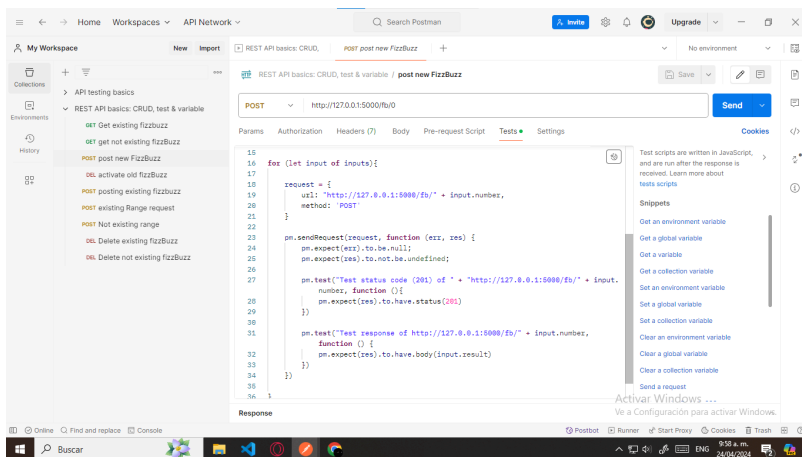 Home Workspaces API Network Search Postman Invite Upgrade
My Workspace New Import REST API basics: CRUD, POST post new FizzBuzz No environment
Collections
Environments
History
API testing basics
REST API basics: CRUD, test & variable
GET Get existing fizzbuzz
GET get not existing fizzBuzz
POST post new FizzBuzz
DEL activate old fizzBuzz
POST posting existing fizzbuzz
POST existing Range request
POST Not existing range
DEL Delete existing fizzBuzz
DEL Delete not existing fizzBuzz
HTTP REST API basics: CRUD, test & variable / post new FizzBuzz Save
POST http://127.0.0.1:5000/fb/0 Send
Params Authorization Headers (7) Body Pre-request Script Tests Settings Cookies
15
16 for (let input of inputs){
17
18 request = {
19 url: "http://127.0.0.1:5000/fb/" + input.number,
20 method: 'POST'
21 }
22
23 pm.sendRequest(request, function (err, res) {
24 pm.expect(err).to.be.null;
25 pm.expect(res).to.not.be.undefined;
26
27 pm.test("Test status code (201) of " + "http://127.0.0.1:5000/fb/" + input.
number, function (){
28 pm.expect(res).to.have.status(201)
29 })
30
31 pm.test("Test response of http://127.0.0.1:5000/fb/" + input.number,
function () {
32 pm.expect(res).to.have.body(input.result)
33 })
34 })
35
36 }
Test scripts are written in JavaScript,
and are run after the response is
received. Learn more about
tests scripts
Snippets
Get an environment variable
Get a global variable
Get a variable
Get a collection variable
Set an environment variable
Set a global variable
Set a collection variable
Clear an environment variable
Clear a global variable
Clear a collection variable
Send a request
Response
Activar Windows
Ve a Configuración para activar Windows.
Online Find and replace Console Postbot Runner Start Proxy Cookies Trash
Buscar ENG 9:58 a. m.
24/04/2024
2